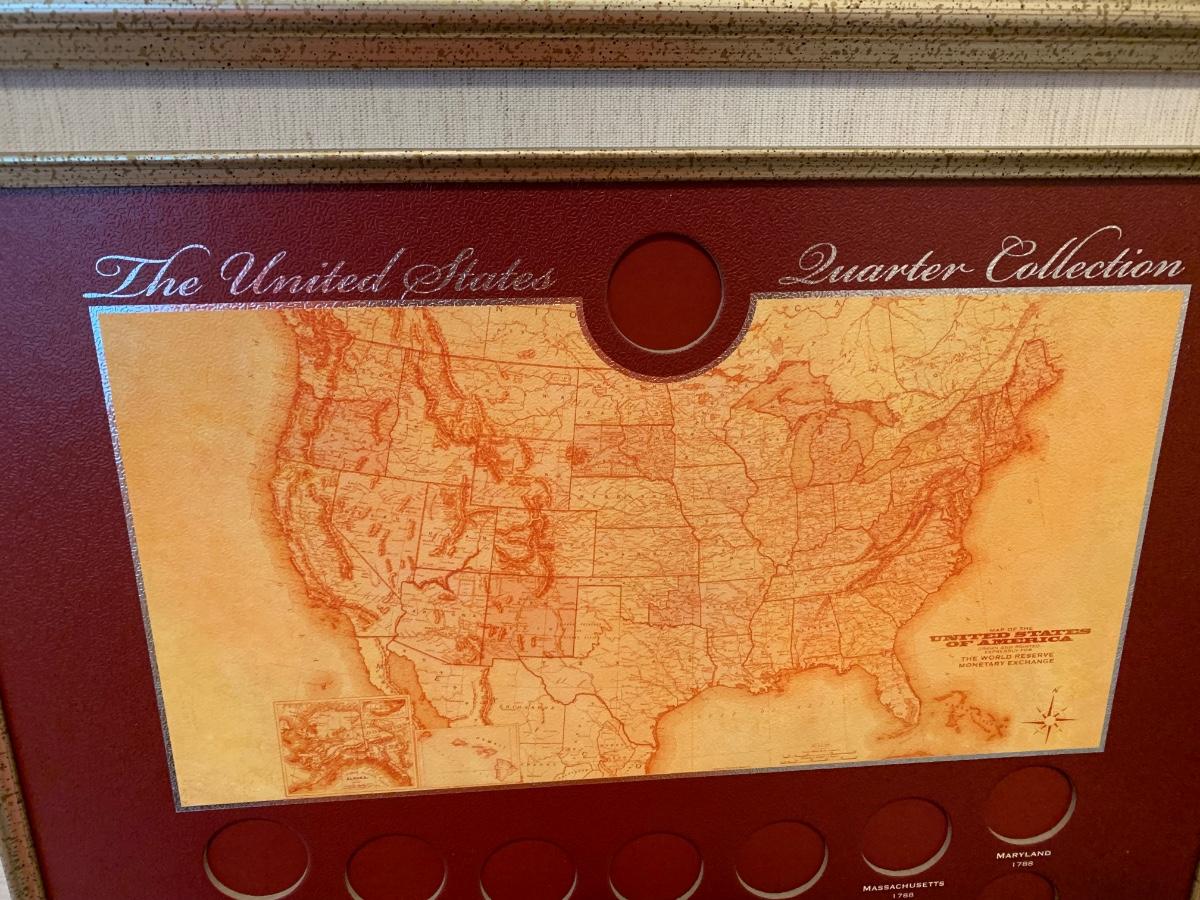 The United States
Quarter Collection
MAP OF THE
UNITED STATES
OF AMERICA
THE WORLD RESERVE
MONETARY EXCHANGE
N
ALASKA
MARYLAND
1788
MASSACHUSETTS
1788